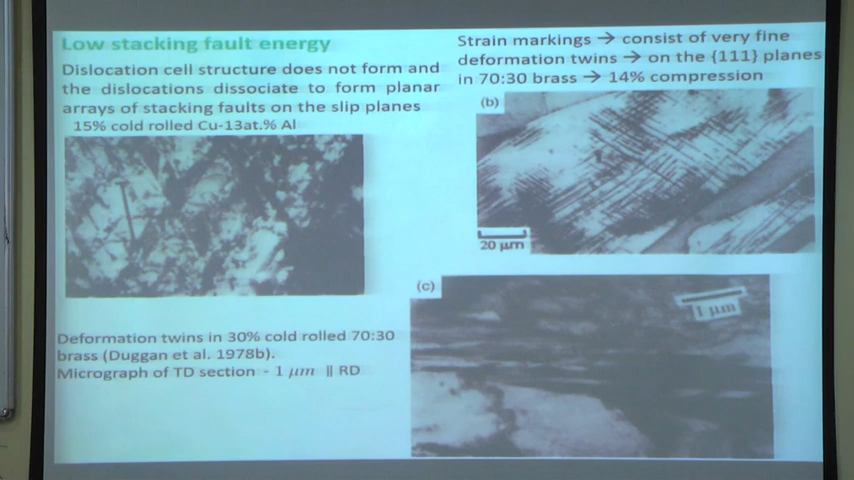 Low stacking fault energy
Dislocation cell structure does not form and
the dislocations dissociate to form planar
arrays of stacking faults on the slip planes
15% cold rolled Cu-13at.% Al
Strain markings → consist of very fine
deformation twins → on the {111} planes
in 70:30 brass → 14% compression
(b)
20 μm
(c)
1 μm
Deformation twins in 30% cold rolled 70:30
brass (Duggan et al. 1978b).
Micrograph of TD section - 1 μm || RD